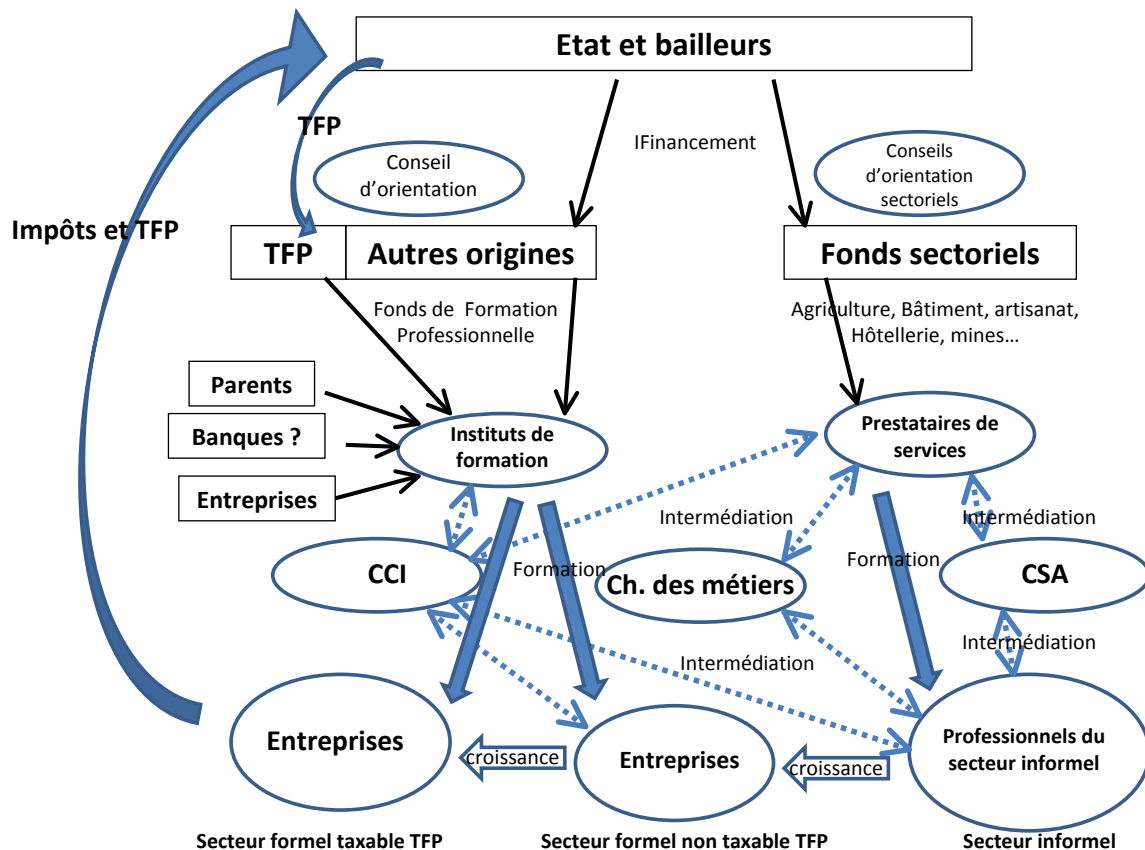 Etat et bailleurs
TFP
IFinancement
Conseil
d’orientation
Conseils
d’orientation
sectoriels
Impôts et TFP
TFP
Autres origines
Fonds sectoriels
Fonds de Formation
Professionnelle
Agriculture, Bâtiment, artisanat,
Hôtellerie, mines…
Parents
Banques ?
Entreprises
Instituts de
formation
Prestataires de
services
Intermédiation
Intermédiation
CCI
Formation
Ch. des métiers
Formation
CSA
Intermédiation
Intermédiation
Entreprises
croissance
Entreprises
croissance
Professionnels du
secteur informel
Secteur formel taxable TFP
Secteur formel non taxable TFP
Secteur informel